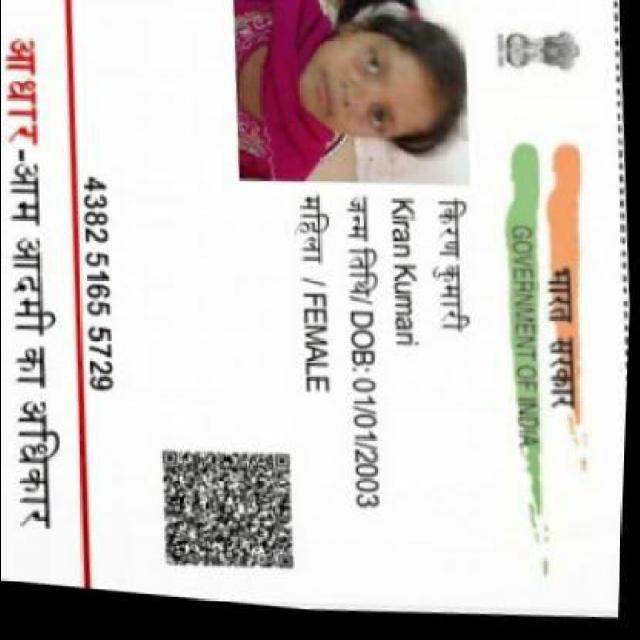 भारत सरकार
GOVERNMENT OF INDIA
किरण कुमारी
Kiran Kumari
जन्म तिथि/ DOB: 01/01/2003
महिला / FEMALE
4382 5165 5729
आधार-आम आदमी का अधिकार